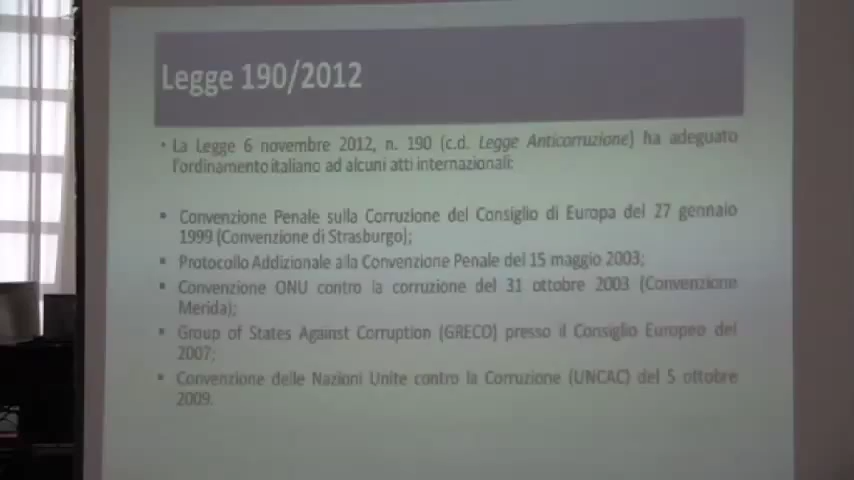 Legge 190/2012
• La Legge 6 novembre 2012, n. 190 (c.d. Legge Anticorruzione) ha adeguato
l'ordinamento italiano ad alcuni atti internazionali:
▪ Convenzione Penale sulla Corruzione del Consiglio di Europa del 27 gennaio
1999 (Convenzione di Strasburgo);
▪ Protocollo Addizionale alla Convenzione Penale del 15 maggio 2003;
▪ Convenzione ONU contro la corruzione del 31 ottobre 2003 (Convenzione
Merida);
▪ Group of States Against Corruption (GRECO) presso il Consiglio Europeo del
2007;
▪ Convenzione delle Nazioni Unite contro la Corruzione (UNCAC) del 5 ottobre
2009.